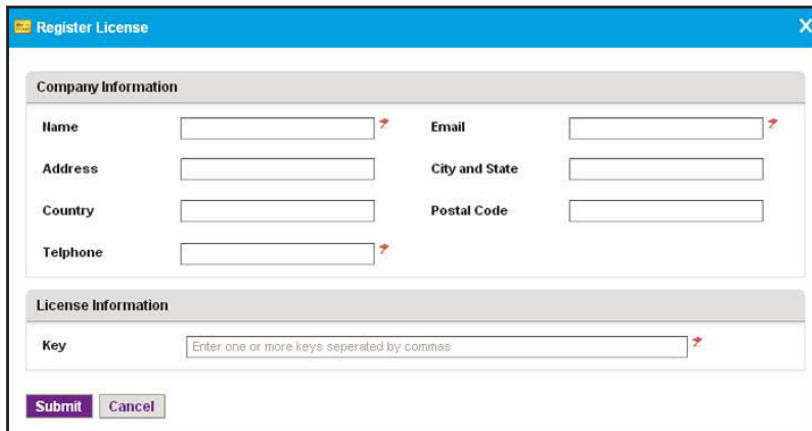 Register License
Company Information
Name
Email
Address
City and State
Country
Postal Code
Telphone
License Information
Key
Enter one or more keys seperated by commas
Submit
Cancel